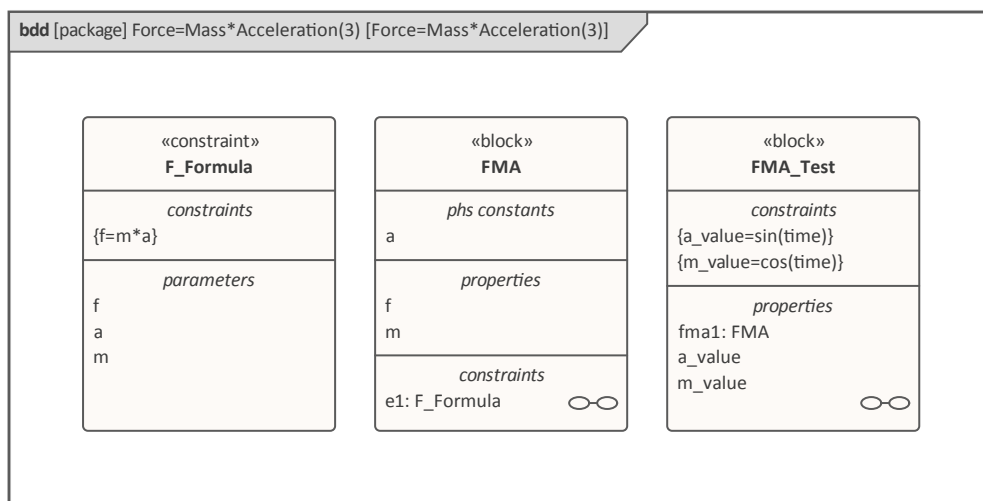 bdd [package] Force=Mass*Acceleration(3) [Force=Mass*Acceleration(3)]
«constraint»
F_Formula
constraints
{f=m*a}
parameters
f
a
m
«block»
FMA
phs constants
a
properties
f
m
constraints
e1: F_Formula
«block»
FMA_Test
constraints
{a_value=sin(time)}
{m_value=cos(time)}
properties
fma1: FMA
a_value
m_value